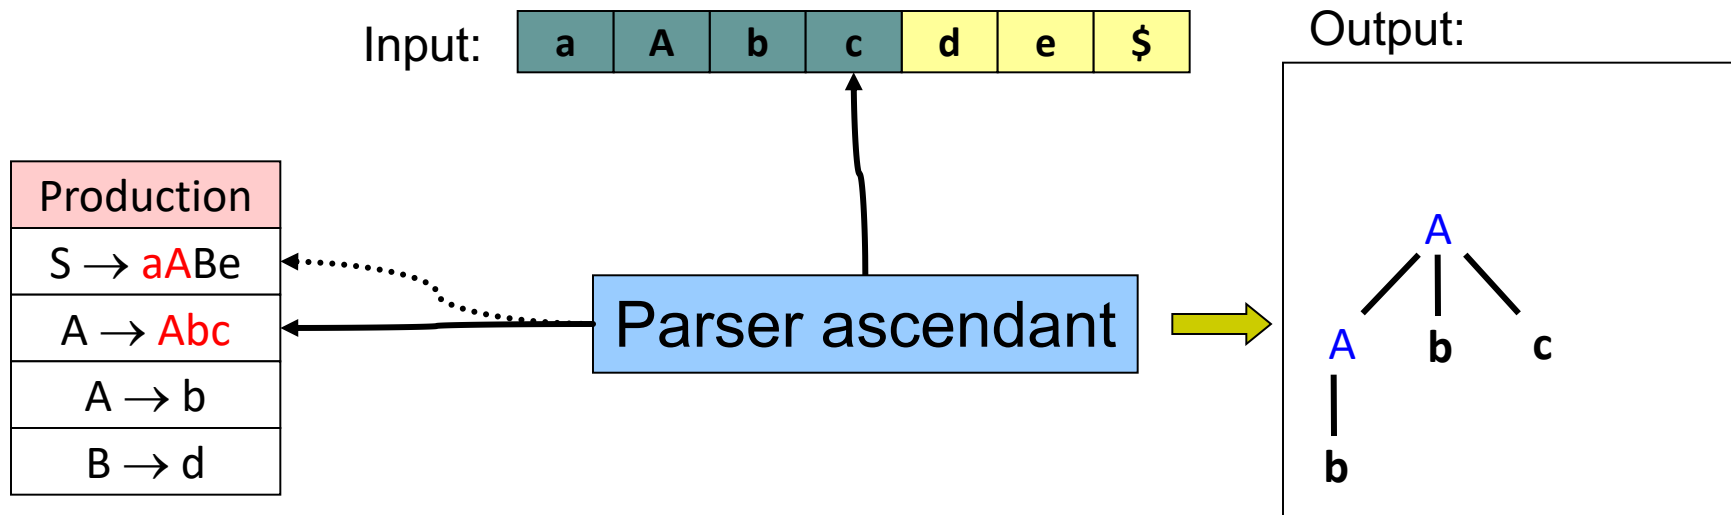 Input: a A b c d e $
Output:
Production
S → aABe
A → Abc
A → b
B → d
Parser ascendant
A
A b c
b